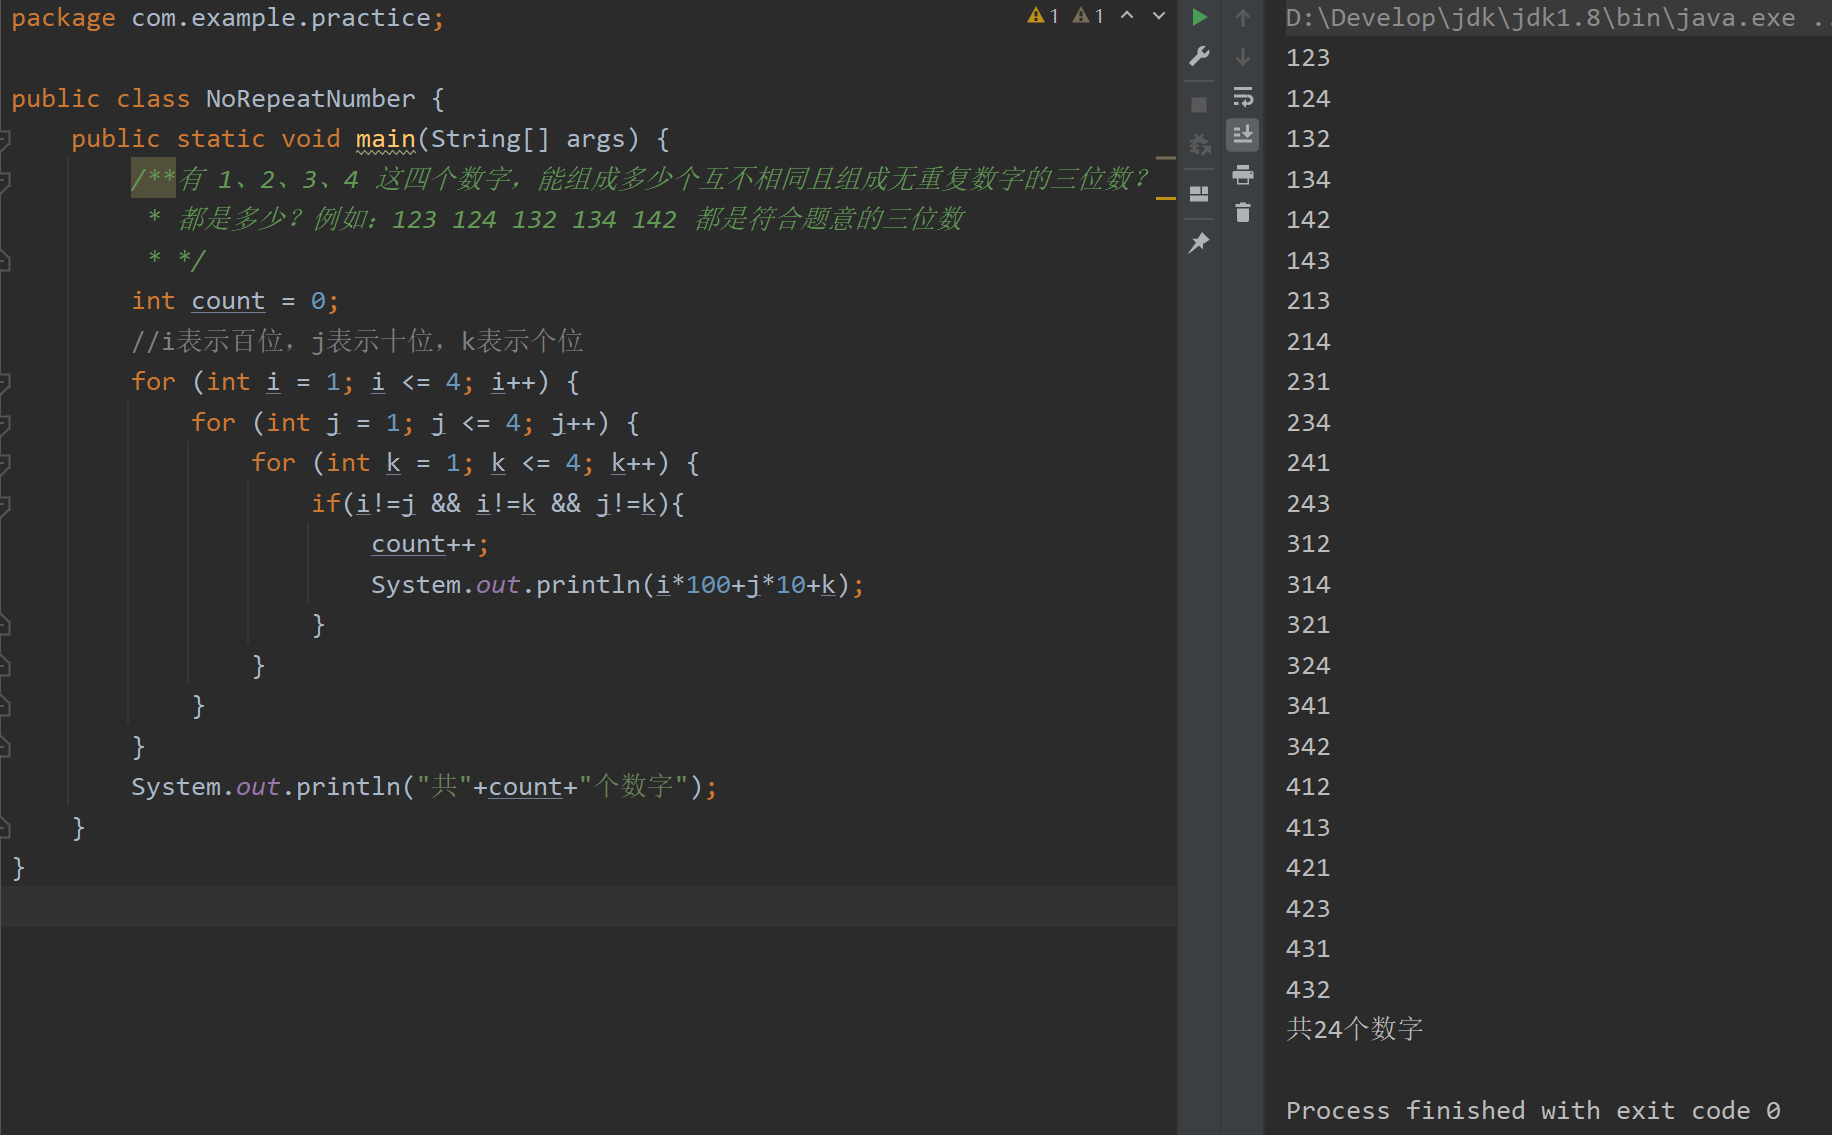 package com.example.practice;
1 1
public class NoRepeatNumber {
public static void main(String[] args) {
/**有 1、2、3、4 这四个数字，能组成多少个互不相同且组成无重复数字的三位数？
* 都是多少？例如：123 124 132 134 142 都是符合题意的三位数
* */
int count = 0;
//i表示百位，j表示十位，k表示个位
for (int i = 1; i <= 4; i++) {
for (int j = 1; j <= 4; j++) {
for (int k = 1; k <= 4; k++) {
if(i!=j && i!=k && j!=k){
count++;
System.out.println(i*100+j*10+k);
}
}
}
}
System.out.println("共"+count+"个数字");
}
}
D:\Develop\jdk\jdk1.8\bin\java.exe ..
123
124
132
134
142
143
213
214
231
234
241
243
312
314
321
324
341
342
412
413
421
423
431
432
共24个数字
Process finished with exit code 0